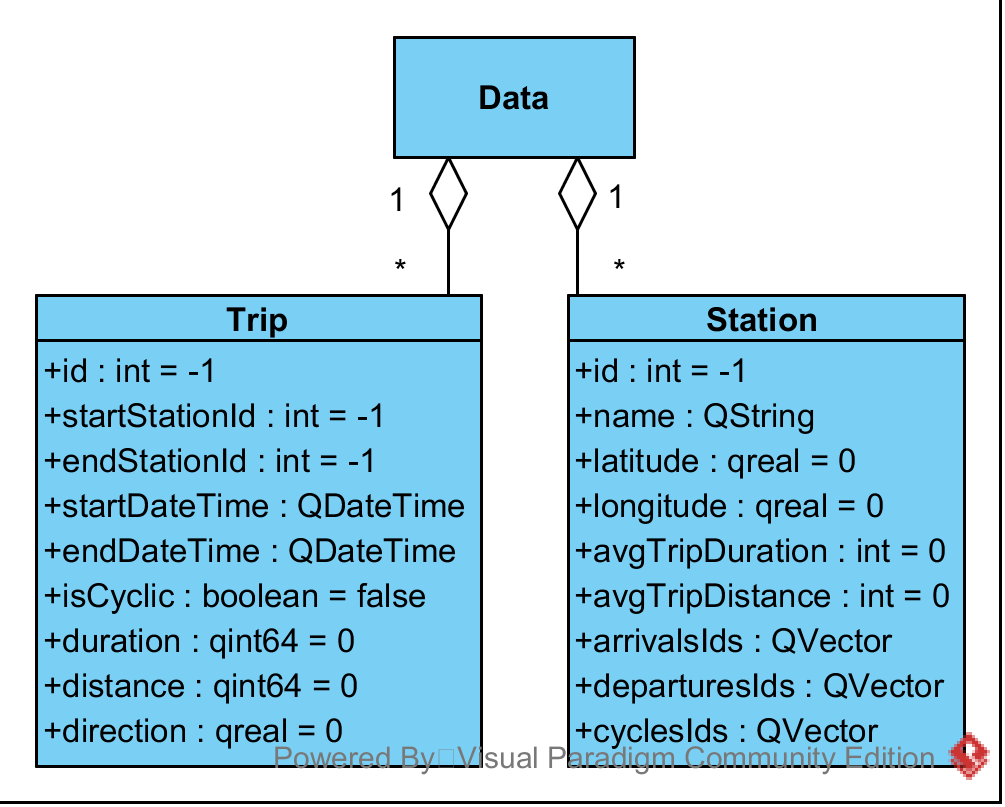 Data
1
1
*
*
Trip
+id : int = -1
+startStationId : int = -1
+endStationId : int = -1
+startDateTime : QDateTime
+endDateTime : QDateTime
+isCyclic : boolean = false
+duration : qint64 = 0
+distance : qint64 = 0
+direction : qreal = 0
Station
+id : int = -1
+name : QString
+latitude : qreal = 0
+longitude : qreal = 0
+avgTripDuration : int = 0
+avgTripDistance : int = 0
+arrivalsIds : QVector
+departuresIds : QVector
+cyclesIds : QVector
Powered By□Visual Paradigm Community Edition